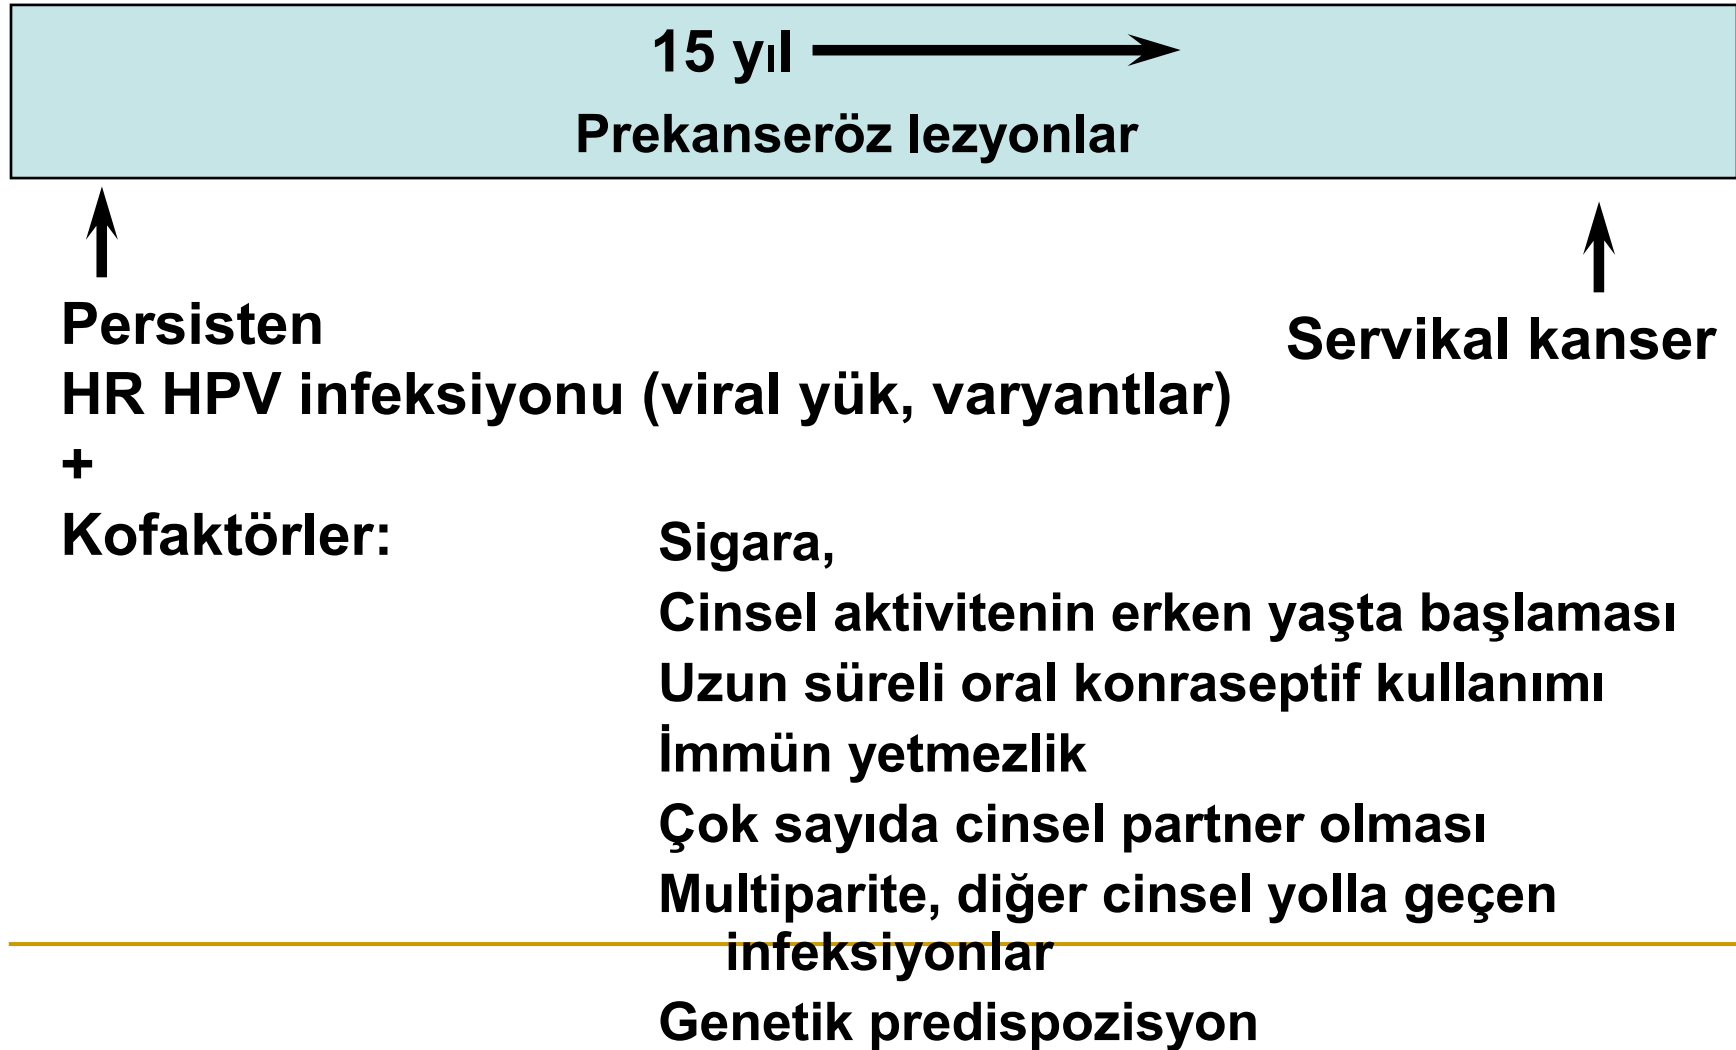 15 yıl
Prekanseröz lezyonlar
Persisten
HR HPV infeksiyonu (viral yük, varyantlar)
+
Kofaktörler:
Servikal kanser
Sigara,
Cinsel aktivitenin erken yaşta başlaması
Uzun süreli oral konraseptif kullanımı
İmmün yetmezlik
Çok sayıda cinsel partner olması
Multiparite, diğer cinsel yolla geçen
infeksiyonlar
Genetik predispozisyon